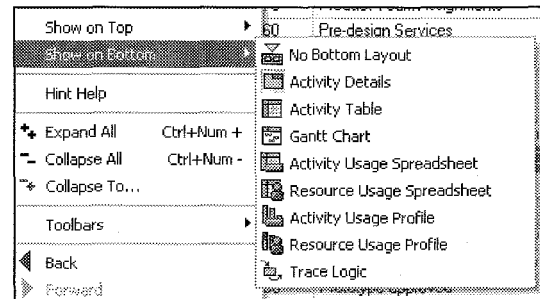 Show on Top
Show on Bottom
Hint Help
Expand All Ctrl+Num +
Collapse All Ctrl+Num -
Collapse To...
Toolbars
Back
Forward
60 Pre-design Services
No Bottom Layout
Activity Details
Activity Table
Gantt Chart
Activity Usage Spreadsheet
Resource Usage Spreadsheet
Activity Usage Profile
Resource Usage Profile
Trace Logic